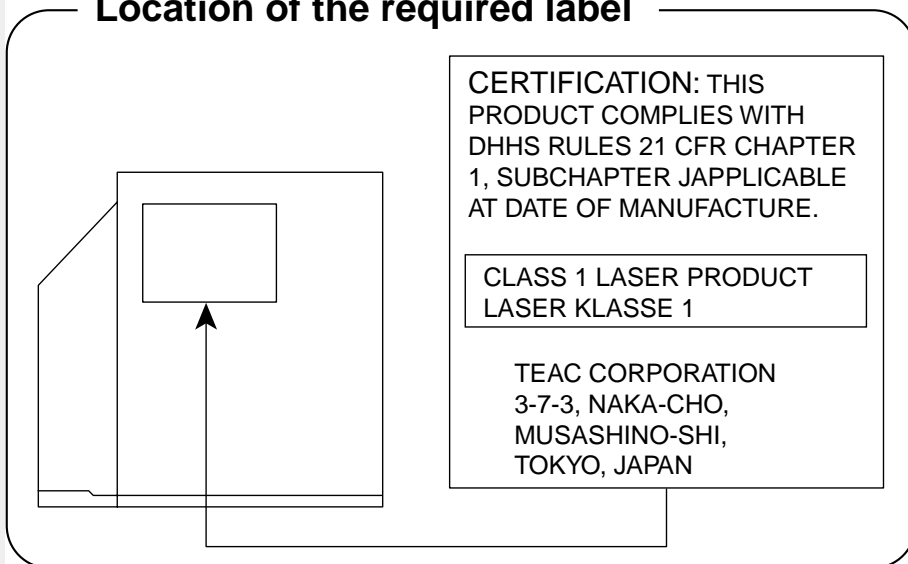 Location of the required label
CERTIFICATION: THIS
PRODUCT COMPLIES WITH
DHHS RULES 21 CFR CHAPTER
1, SUBCHAPTER JAPPLICABLE
AT DATE OF MANUFACTURE.
CLASS 1 LASER PRODUCT
LASER KLASSE 1
TEAC CORPORATION
3-7-3, NAKA-CHO,
MUSASHINO-SHI,
TOKYO, JAPAN